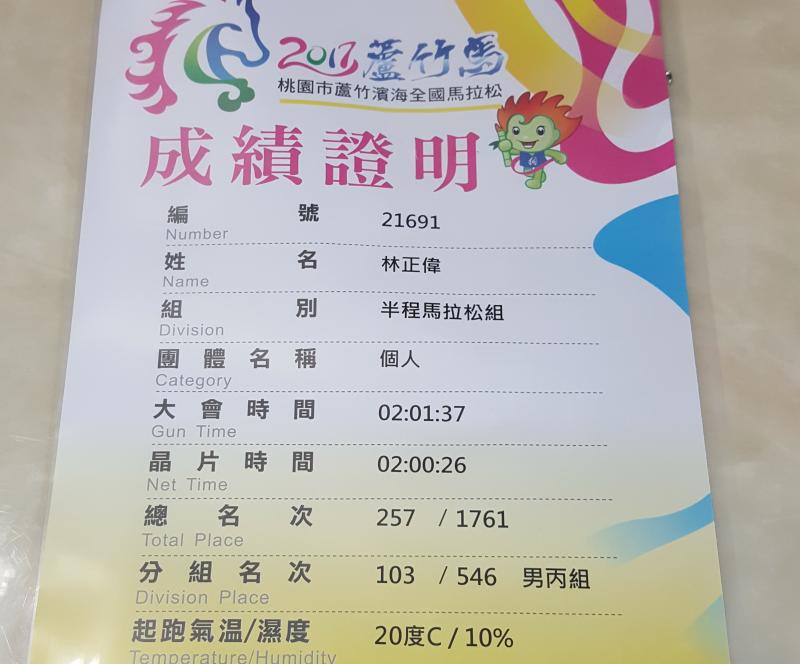 2017 蘆竹馬
桃園市蘆竹濱海全國馬拉松
成績證明
編號 21691
Number
姓名 林正偉
Name
組別 半程馬拉松組
Division
團體名稱 個人
Category
大會時間 02:01:37
Gun Time
晶片時間 02:00:26
Net Time
總名次 257 / 1761
Total Place
分組名次 103 / 546 男丙組
Division Place
起跑氣溫/濕度 20度C / 10%
Temperature/Humidity